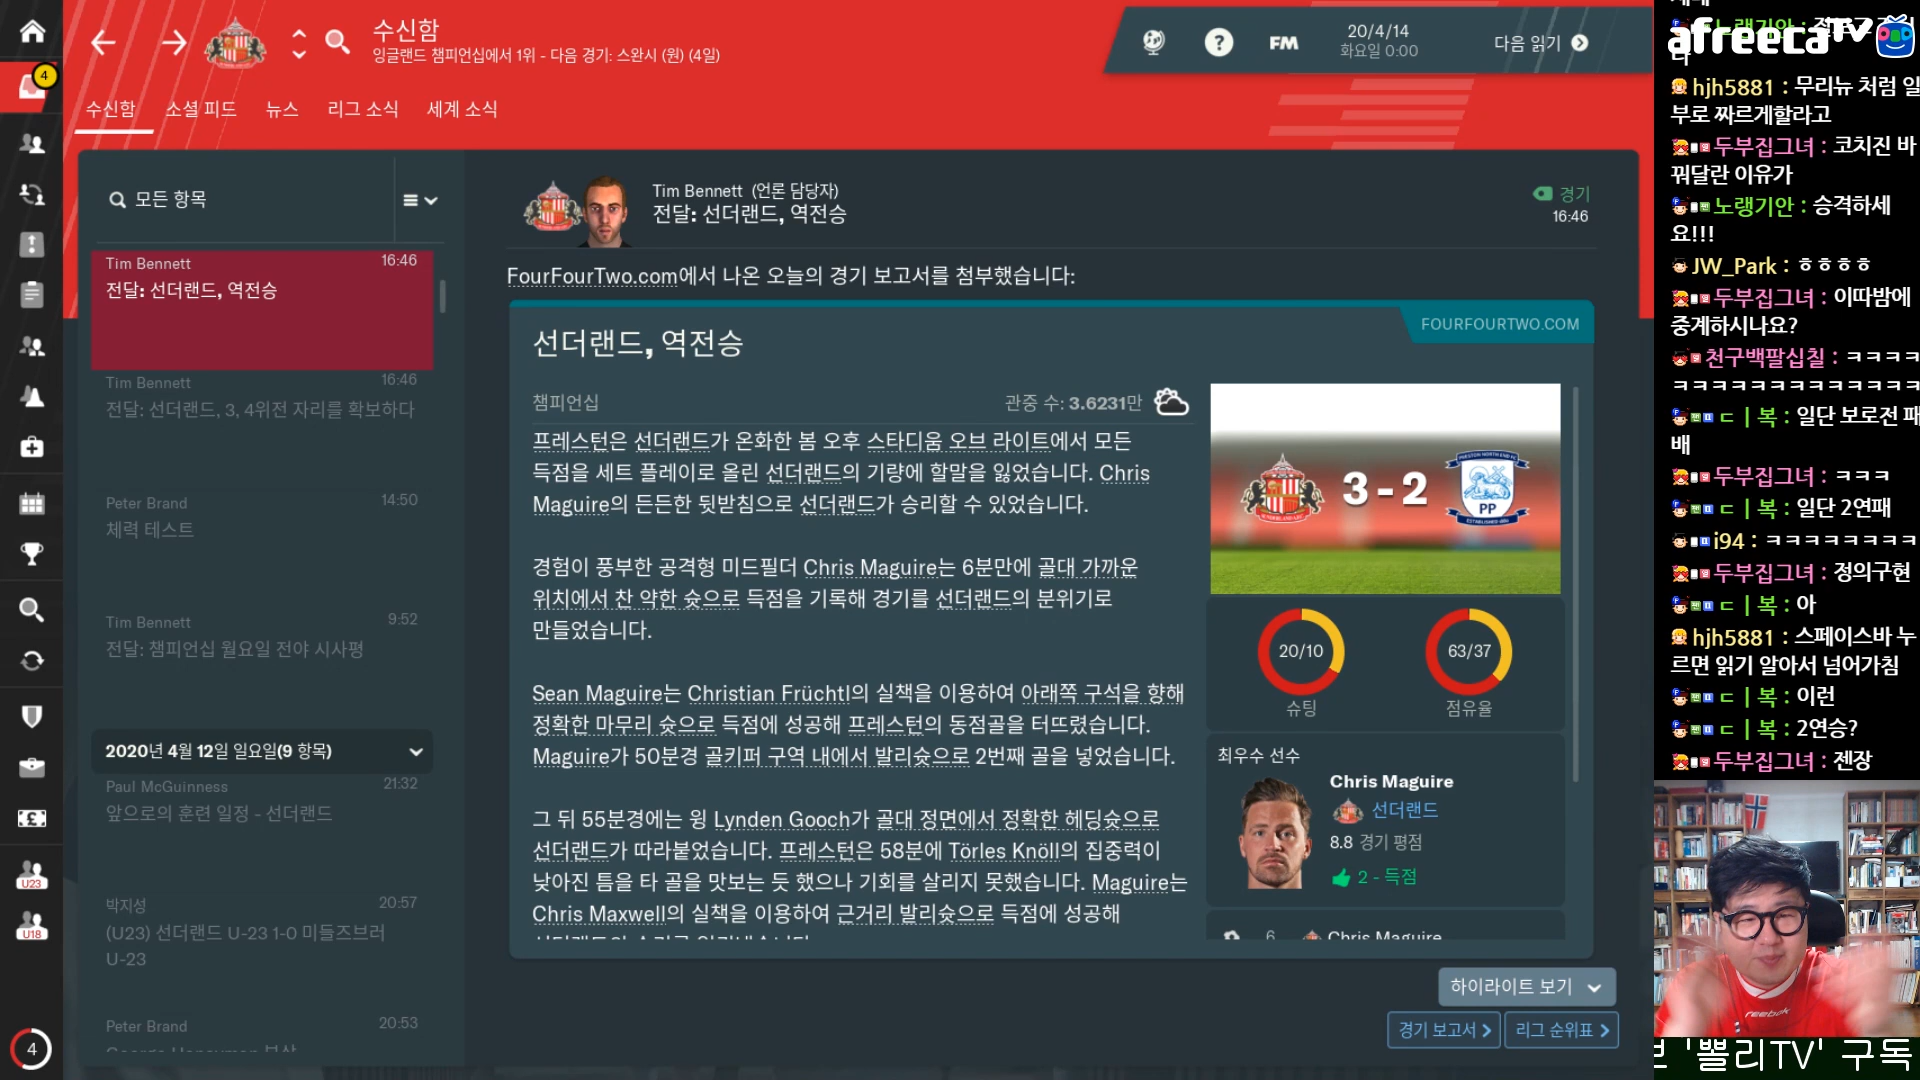 수신함
잉글랜드 챔피언십에서 1위 - 다음 경기: 스완시 (원) (4일)
20/4/14
화요일 0:00
다음 읽기
FM
4
수신함
소셜 피드
뉴스
리그 소식
세계 소식
모든 항목
Tim Bennett 16:46
전달: 선더랜드, 역전승
Tim Bennett 16:46
전달: 선더랜드, 3, 4위전 자리를 확보하다
Peter Brand 14:50
체력 테스트
Tim Bennett 9:52
전달: 챔피언십 월요일 전야 시사평
2020년 4월 12일 일요일(9 항목)
Paul McGuinness 21:32
앞으로의 훈련 일정 - 선더랜드
박지성 20:57
(U23) 선더랜드 U-23 1-0 미들즈브러
U-23
Peter Brand 20:53
U23
U18
4
Tim Bennett (언론 담당자)
전달: 선더랜드, 역전승
경기
16:46
FourFourTwo.com에서 나온 오늘의 경기 보고서를 첨부했습니다:
FOURFOURTWO.COM
선더랜드, 역전승
챔피언십
관중 수: 3.6231만
프레스턴은 선더랜드가 온화한 봄 오후 스타디움 오브 라이트에서 모든
득점을 세트 플레이로 올린 선더랜드의 기량에 할말을 잃었습니다. Chris
Maguire의 든든한 뒷받침으로 선더랜드가 승리할 수 있었습니다.
경험이 풍부한 공격형 미드필더 Chris Maguire는 6분만에 골대 가까운
위치에서 찬 약한 슛으로 득점을 기록해 경기를 선더랜드의 분위기로
만들었습니다.
Sean Maguire는 Christian Früchtl의 실책을 이용하여 아래쪽 구석을 향해
정확한 마무리 슛으로 득점에 성공해 프레스턴의 동점골을 터뜨렸습니다.
Maguire가 50분경 골키퍼 구역 내에서 발리슛으로 2번째 골을 넣었습니다.
그 뒤 55분경에는 윙 Lynden Gooch가 골대 정면에서 정확한 헤딩슛으로
선더랜드가 따라붙었습니다. 프레스턴은 58분에 Törles Knöll의 집중력이
낮아진 틈을 타 골을 맛보는 듯 했으나 기회를 살리지 못했습니다. Maguire는
Chris Maxwell의 실책을 이용하여 근거리 발리슛으로 득점에 성공해
3 - 2
PP
20/10
슈팅
63/37
점유율
최우수 선수
Chris Maguire
선더랜드
8.8 경기 평점
2 - 득점
6 Chris Maguire
하이라이트 보기
경기 보고서
리그 순위표
afreecaTV
hjh5881 : 무리뉴 처럼 일
부로 짜르게할라고
두부집그녀 : 코치진 바
꿔달란 이유가
노랭기안 : 승격하세
요!!!
JW_Park : ㅎㅎㅎㅎ
두부집그녀 : 이따밤에
중계하시나요?
천구백팔십칠 : ㅋㅋㅋㅋ
ㅋㅋㅋㅋㅋㅋㅋㅋㅋㅋㅋㅋㅋ
ㄷ | 복 : 일단 보로전 패
배
두부집그녀 : ㅋㅋㅋ
ㄷ | 복 : 일단 2연패
i94 : ㅋㅋㅋㅋㅋㅋㅋㅋ
두부집그녀 : 정의구현
ㄷ | 복 : 아
hjh5881 : 스페이스바 누
르면 읽기 알아서 넘어가침
ㄷ | 복 : 이런
ㄷ | 복 : 2연승?
두부집그녀 : 젠장
Reebok
'뽈리TV' 구독